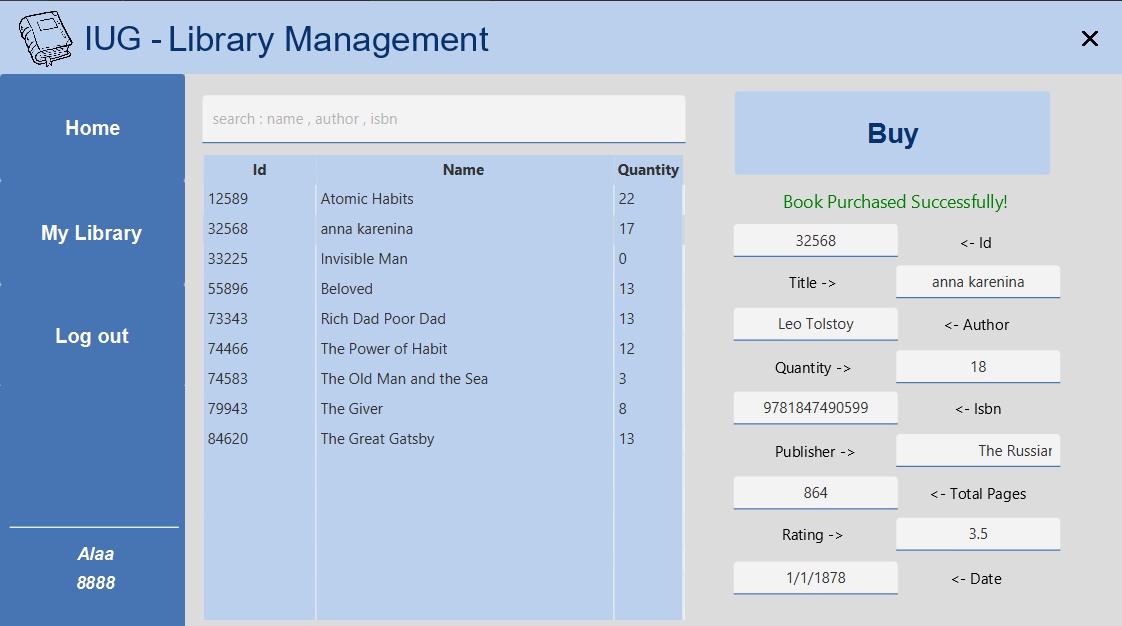 IUG - Library Management
Home
My Library
Log out
Alaa
8888
search : name , author , isbn
Id Name Quantity
12589 Atomic Habits 22
32568 anna karenina 17
33225 Invisible Man 0
55896 Beloved 13
73343 Rich Dad Poor Dad 13
74466 The Power of Habit 12
74583 The Old Man and the Sea 3
79943 The Giver 8
84620 The Great Gatsby 13
Buy
Book Purchased Successfully!
32568 <- Id
Title -> anna karenina
Leo Tolstoy <- Author
Quantity -> 18
9781847490599 <- Isbn
Publisher -> The Russian
864 <- Total Pages
Rating -> 3.5
1/1/1878 <- Date